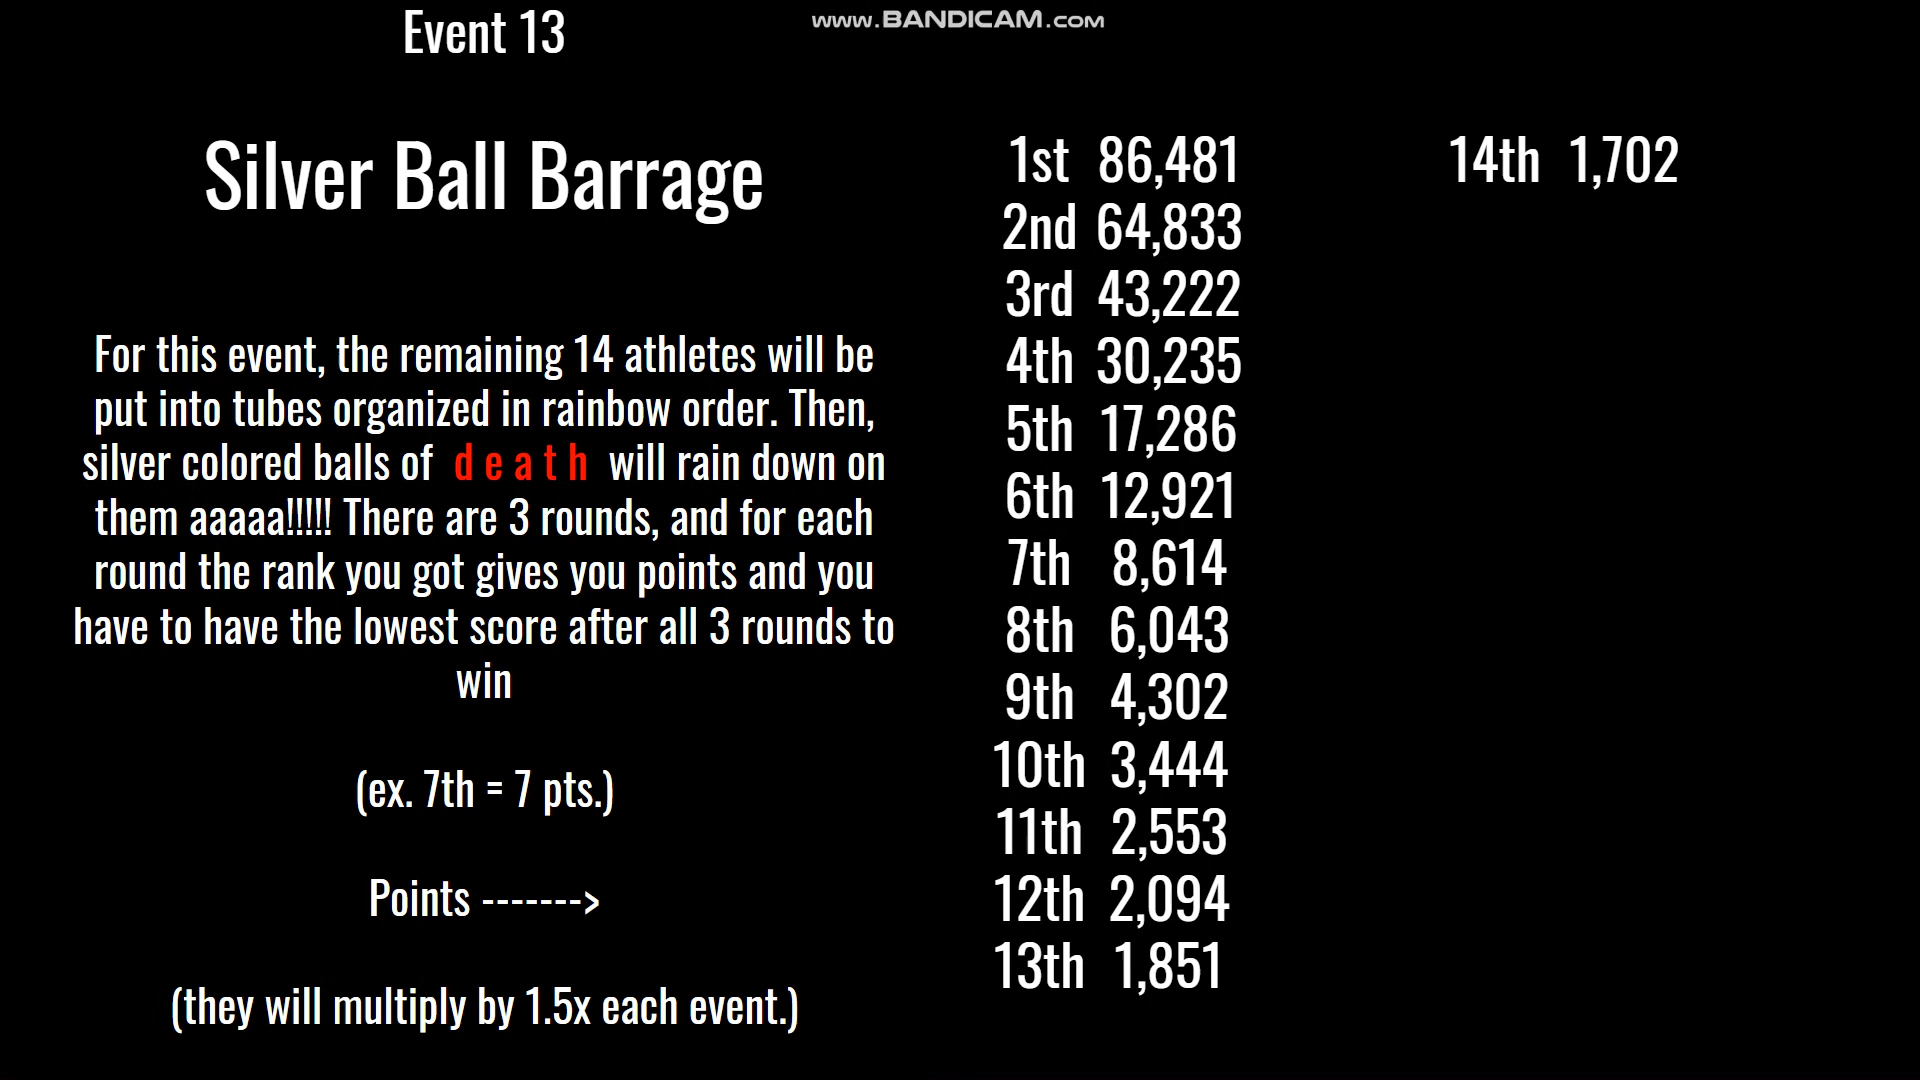 Event 13
www.BANDICAM.com
Silver Ball Barrage
For this event, the remaining 14 athletes will be
put into tubes organized in rainbow order. Then,
silver colored balls of d e a t h will rain down on
them aaaaa!!!!! There are 3 rounds, and for each
round the rank you got gives you points and you
have to have the lowest score after all 3 rounds to
win
(ex. 7th = 7 pts.)
Points ------->
(they will multiply by 1.5x each event.)
1st 86,481
2nd 64,833
3rd 43,222
4th 30,235
5th 17,286
6th 12,921
7th 8,614
8th 6,043
9th 4,302
10th 3,444
11th 2,553
12th 2,094
13th 1,851
14th 1,702